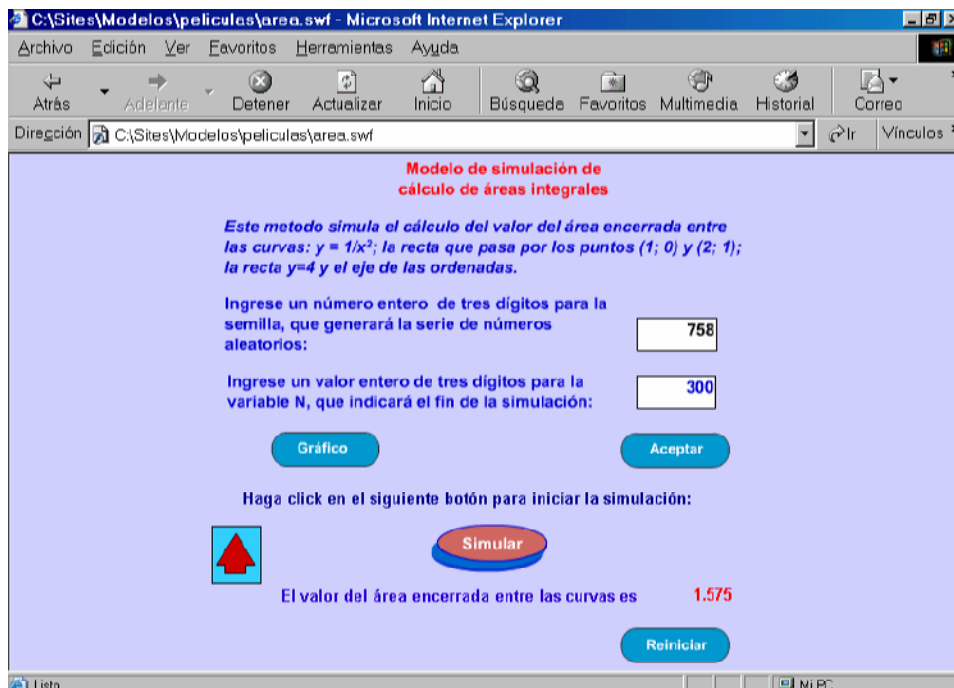 C:\Sites\Modelos\peliculas\area.swf - Microsoft Internet Explorer
Archivo Edición Ver Favoritos Herramientas Ayuda
Atrás Adelante Detener Actualizar Inicio Búsqueda Favoritos Multimedia Historial Correo
Dirección C:\Sites\Modelos\peliculas\area.swf Ir Vínculos
Modelo de simulación de
cálculo de áreas integrales
Este metodo simula el cálculo del valor del área encerrada entre
las curvas: y = 1/x²; la recta que pasa por los puntos (1; 0) y (2; 1);
la recta y=4 y el eje de las ordenadas.
Ingrese un número entero de tres dígitos para la
semilla, que generará la serie de números
aleatorios:
758
Ingrese un valor entero de tres dígitos para la
variable N, que indicará el fin de la simulación:
300
Gráfico Aceptar
Haga click en el siguiente botón para iniciar la simulación:
Simular
El valor del área encerrada entre las curvas es 1.575
Reiniciar
Listo Mi PC